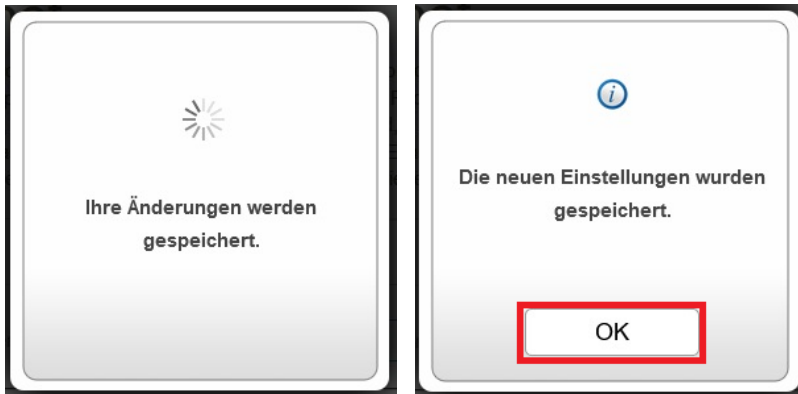 Ihre Änderungen werden
gespeichert.
i
Die neuen Einstellungen wurden
gespeichert.
OK